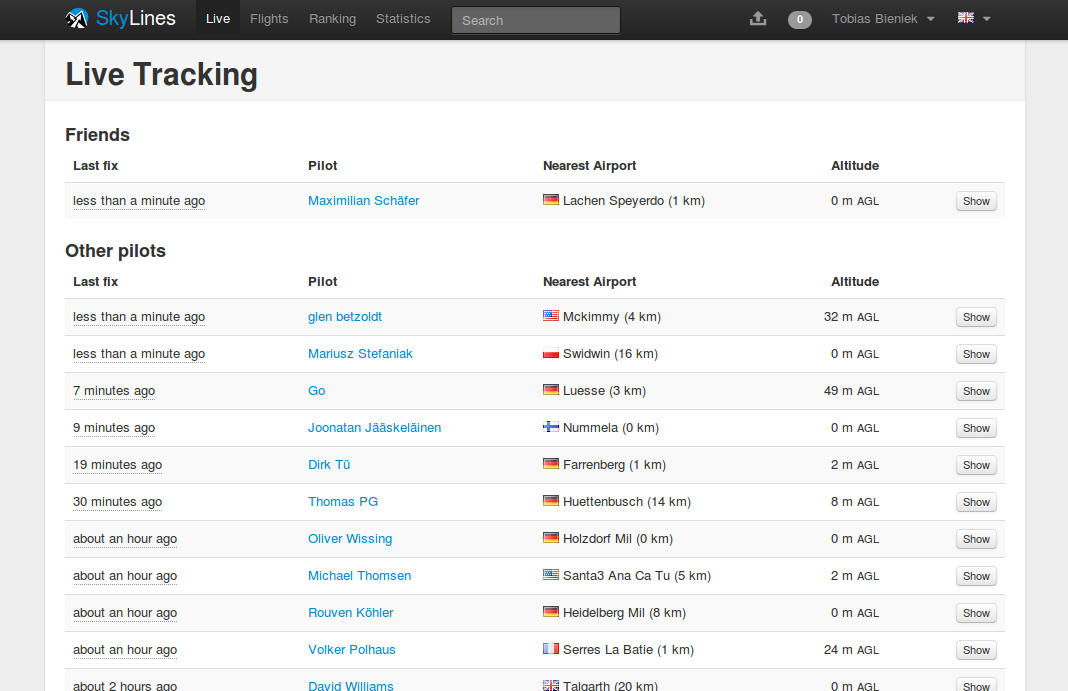 SkyLines Live Flights Ranking Statistics Search 0 Tobias Bieniek
Live Tracking
Friends
Last fix Pilot Nearest Airport Altitude
less than a minute ago Maximilian Schäfer Lachen Speyerdo (1 km) 0 m AGL Show
Other pilots
Last fix Pilot Nearest Airport Altitude
less than a minute ago glen betzoldt Mckimmy (4 km) 32 m AGL Show
less than a minute ago Mariusz Stefaniak Swidwin (16 km) 0 m AGL Show
7 minutes ago Go Luesse (3 km) 49 m AGL Show
9 minutes ago Joonatan Jääskeläinen Nummela (0 km) 0 m AGL Show
19 minutes ago Dirk Tü Farrenberg (1 km) 2 m AGL Show
30 minutes ago Thomas PG Huettenbusch (14 km) 8 m AGL Show
about an hour ago Oliver Wissing Holzdorf Mil (0 km) 0 m AGL Show
about an hour ago Michael Thomsen Santa3 Ana Ca Tu (5 km) 2 m AGL Show
about an hour ago Rouven Köhler Heidelberg Mil (8 km) 0 m AGL Show
about an hour ago Volker Polhaus Serres La Batie (1 km) 24 m AGL Show
about 2 hours ago David Williams Talgarth (20 km) 0 m AGL Show